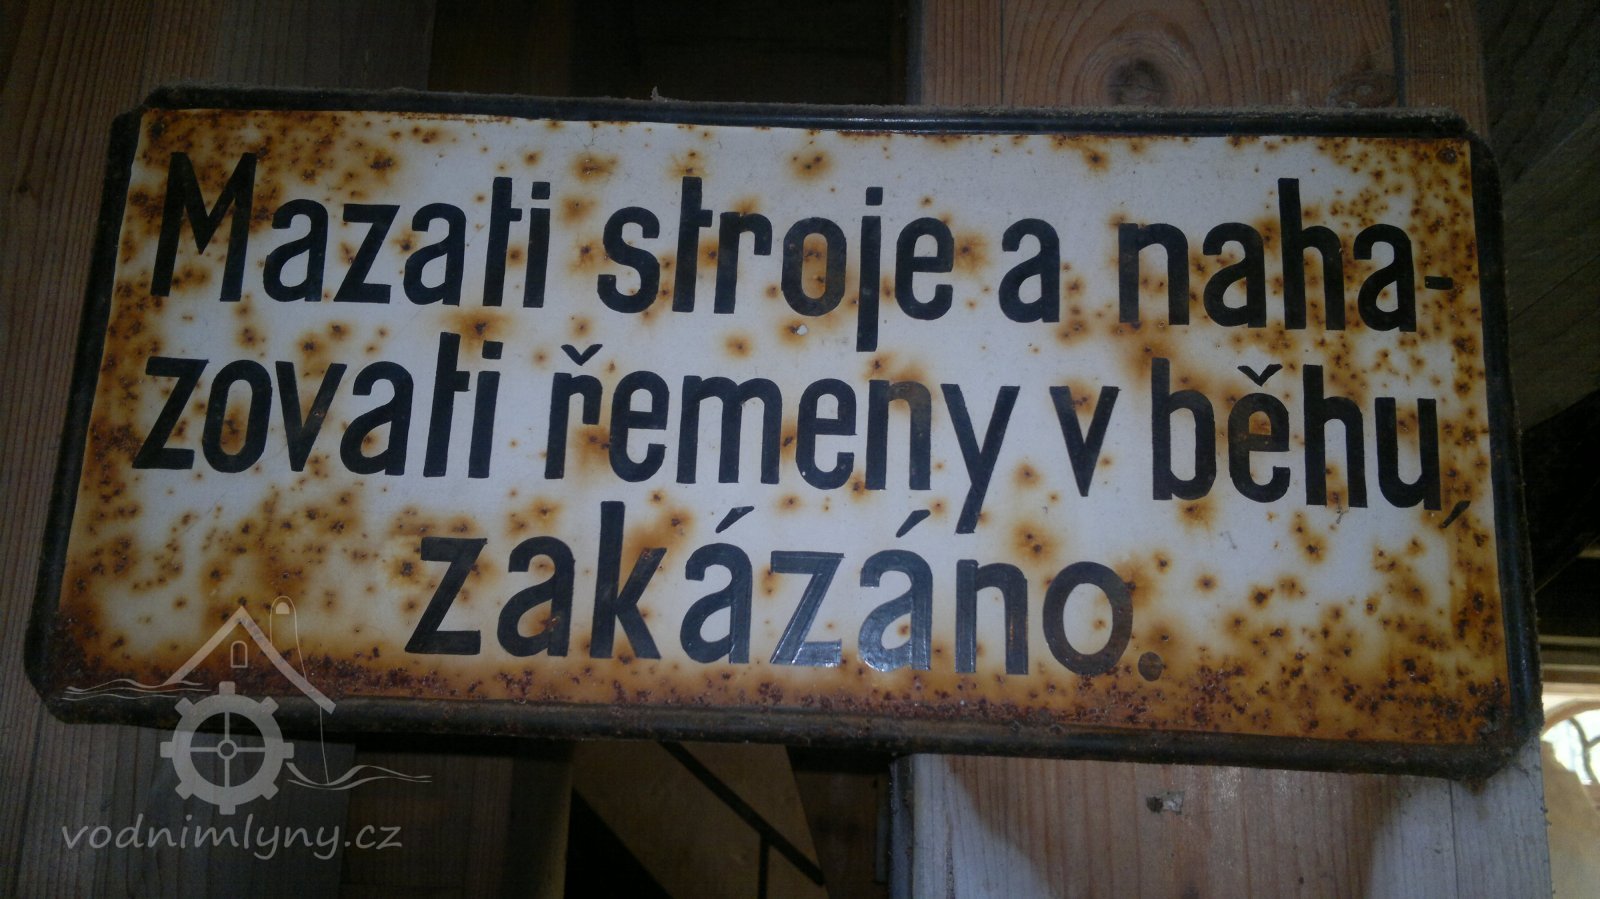 Mazati stroje a naha-
zovati řemeny v běhu,
zakázáno.
vodnimlyny.cz